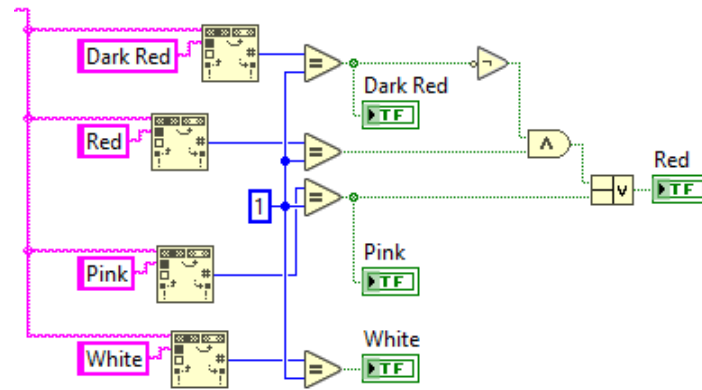 Dark Red
#
=
¬
Dark Red
TF
Red
#
=
∧
Red
1
=
∨
TF
Pink
#
Pink
TF
White
White
#
=
TF